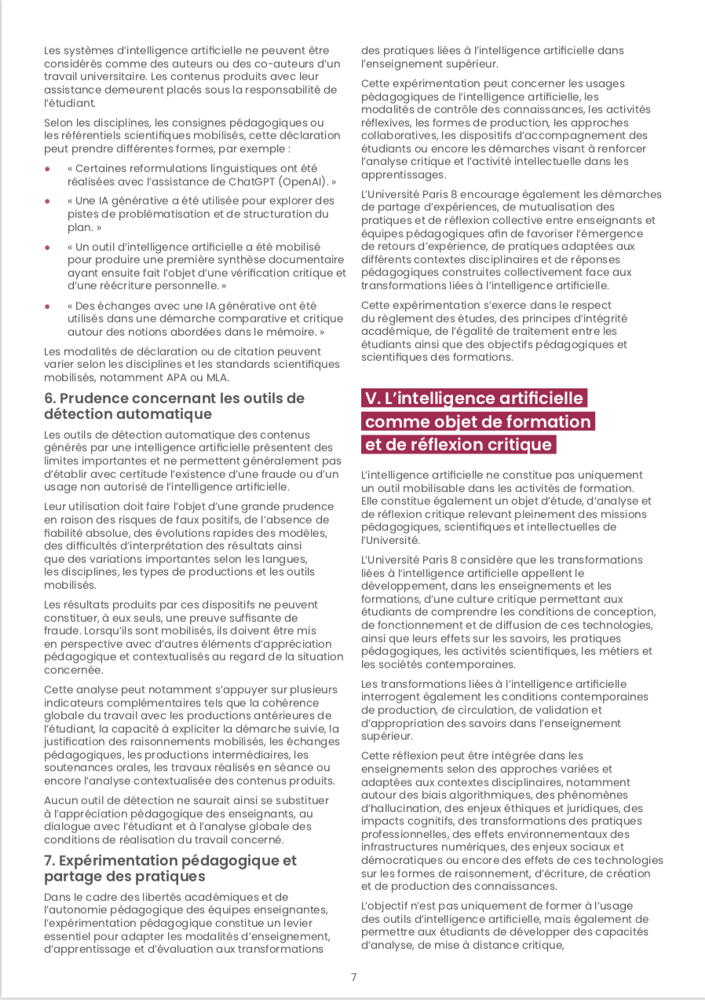 Les systèmes d’intelligence artificielle ne peuvent être
considérés comme des auteurs ou des co-auteurs d’un
travail universitaire. Les contenus produits avec leur
assistance demeurent placés sous la responsabilité de
l’étudiant.
Selon les disciplines, les consignes pédagogiques ou
les référentiels scientifiques mobilisés, cette déclaration
peut prendre différentes formes, par exemple :
● « Certaines reformulations linguistiques ont été
réalisées avec l’assistance de ChatGPT (OpenAI). »
● « Une IA générative a été utilisée pour explorer des
pistes de problématisation et de structuration du
plan. »
● « Un outil d’intelligence artificielle a été mobilisé
pour produire une première synthèse documentaire
ayant ensuite fait l’objet d’une vérification critique et
d’une réécriture personnelle. »
● « Des échanges avec une IA générative ont été
utilisés dans une démarche comparative et critique
autour des notions abordées dans le mémoire. »
Les modalités de déclaration ou de citation peuvent
varier selon les disciplines et les standards scientifiques
mobilisés, notamment APA ou MLA.
6. Prudence concernant les outils de
détection automatique
Les outils de détection automatique des contenus
générés par une intelligence artificielle présentent des
limites importantes et ne permettent généralement pas
d’établir avec certitude l’existence d’une fraude ou d’un
usage non autorisé de l’intelligence artificielle.
Leur utilisation doit faire l’objet d’une grande prudence
en raison des risques de faux positifs, de l’absence de
fiabilité absolue, des évolutions rapides des modèles,
des difficultés d’interprétation des résultats ainsi
que des variations importantes selon les langues,
les disciplines, les types de productions et les outils
mobilisés.
Les résultats produits par ces dispositifs ne peuvent
constituer, à eux seuls, une preuve suffisante de
fraude. Lorsqu’ils sont mobilisés, ils doivent être mis
en perspective avec d’autres éléments d’appréciation
pédagogique et contextualisés au regard de la situation
concernée.
Cette analyse peut notamment s’appuyer sur plusieurs
indicateurs complémentaires tels que la cohérence
globale du travail avec les productions antérieures de
l’étudiant, la capacité à expliciter la démarche suivie, la
justification des raisonnements mobilisés, les échanges
pédagogiques, les productions intermédiaires, les
soutenances orales, les travaux réalisés en séance ou
encore l’analyse contextualisée des contenus produits.
Aucun outil de détection ne saurait ainsi se substituer
à l’appréciation pédagogique des enseignants, au
dialogue avec l’étudiant et à l’analyse globale des
conditions de réalisation du travail concerné.
7. Expérimentation pédagogique et
partage des pratiques
Dans le cadre des libertés académiques et de
l’autonomie pédagogique des équipes enseignantes,
l’expérimentation pédagogique constitue un levier
essentiel pour adapter les modalités d’enseignement,
d’apprentissage et d’évaluation aux transformations
des pratiques liées à l’intelligence artificielle dans
l’enseignement supérieur.
Cette expérimentation peut concerner les usages
pédagogiques de l’intelligence artificielle, les
modalités de contrôle des connaissances, les activités
réflexives, les formes de production, les approches
collaboratives, les dispositifs d’accompagnement des
étudiants ou encore les démarches visant à renforcer
l’analyse critique et l’activité intellectuelle dans les
apprentissages.
L’Université Paris 8 encourage également les démarches
de partage d’expériences, de mutualisation des
pratiques et de réflexion collective entre enseignants et
équipes pédagogiques afin de favoriser l’émergence
de retours d’expérience, de pratiques adaptées aux
différents contextes disciplinaires et de réponses
pédagogiques construites collectivement face aux
transformations liées à l’intelligence artificielle.
Cette expérimentation s’exerce dans le respect
du règlement des études, des principes d’intégrité
académique, de l’égalité de traitement entre les
étudiants ainsi que des objectifs pédagogiques et
scientifiques des formations.
V. L’intelligence artificielle
comme objet de formation
et de réflexion critique
L’intelligence artificielle ne constitue pas uniquement
un outil mobilisable dans les activités de formation.
Elle constitue également un objet d’étude, d’analyse et
de réflexion critique relevant pleinement des missions
pédagogiques, scientifiques et intellectuelles de
l’Université.
L’Université Paris 8 considère que les transformations
liées à l’intelligence artificielle appellent le
développement, dans les enseignements et les
formations, d’une culture critique permettant aux
étudiants de comprendre les conditions de conception,
de fonctionnement et de diffusion de ces technologies,
ainsi que leurs effets sur les savoirs, les pratiques
pédagogiques, les activités scientifiques, les métiers et
les sociétés contemporaines.
Les transformations liées à l’intelligence artificielle
interrogent également les conditions contemporaines
de production, de circulation, de validation et
d’appropriation des savoirs dans l’enseignement
supérieur.
Cette réflexion peut être intégrée dans les
enseignements selon des approches variées et
adaptées aux contextes disciplinaires, notamment
autour des biais algorithmiques, des phénomènes
d’hallucination, des enjeux éthiques et juridiques, des
impacts cognitifs, des transformations des pratiques
professionnelles, des effets environnementaux des
infrastructures numériques, des enjeux sociaux et
démocratiques ou encore des effets de ces technologies
sur les formes de raisonnement, d’écriture, de création
et de production des connaissances.
L’objectif n’est pas uniquement de former à l’usage
des outils d’intelligence artificielle, mais également de
permettre aux étudiants de développer des capacités
d’analyse, de mise à distance critique,
7